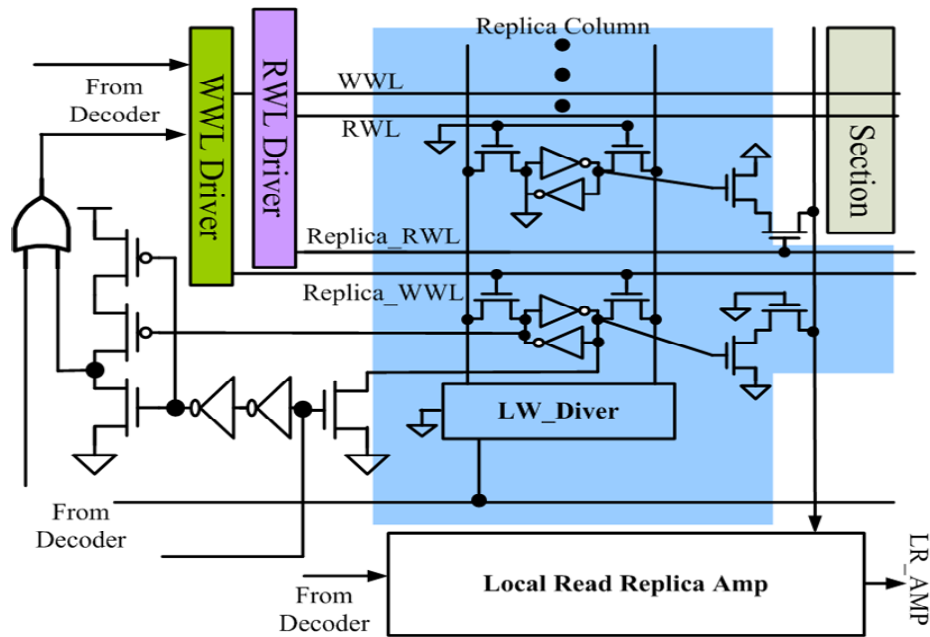 Replica Column
From
Decoder
WWL Driver
RWL Driver
WWL
RWL
Section
Replica_RWL
Replica_WWL
LW_Diver
From
Decoder
From
Decoder
Local Read Replica Amp
LR_AMP